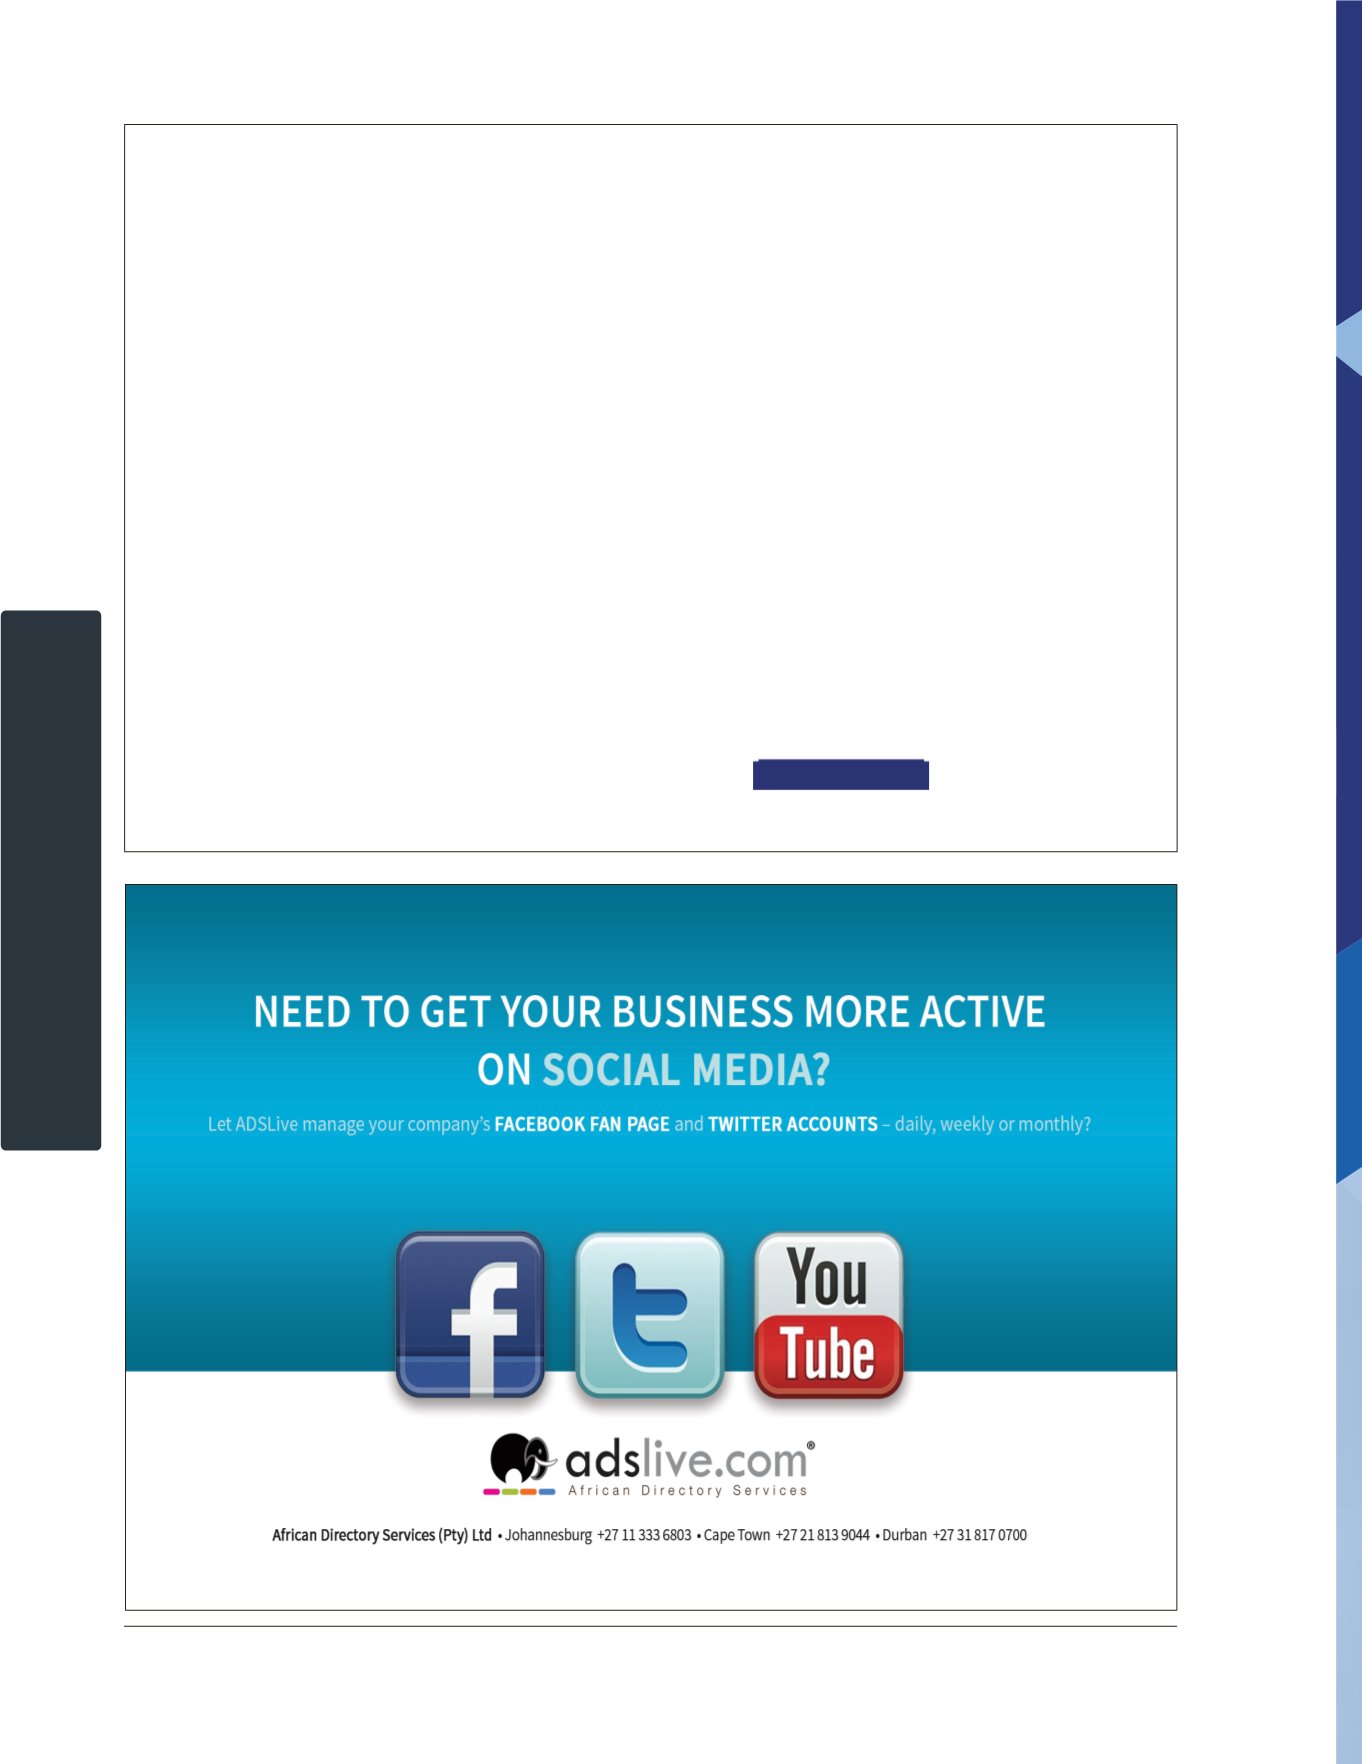 NEED TO GET YOUR BUSINESS MORE ACTIVE
ON SOCIAL MEDIA?
Let ADSLive manage your company’s FACEBOOK FAN PAGE and TWITTER ACCOUNTS – daily, weekly or monthly?
f
t
You
Tube
adslive.com®
African Directory Services
African Directory Services (Pty) Ltd • Johannesburg +27 11 333 6803 • Cape Town +27 21 813 9044 • Durban +27 31 817 0700